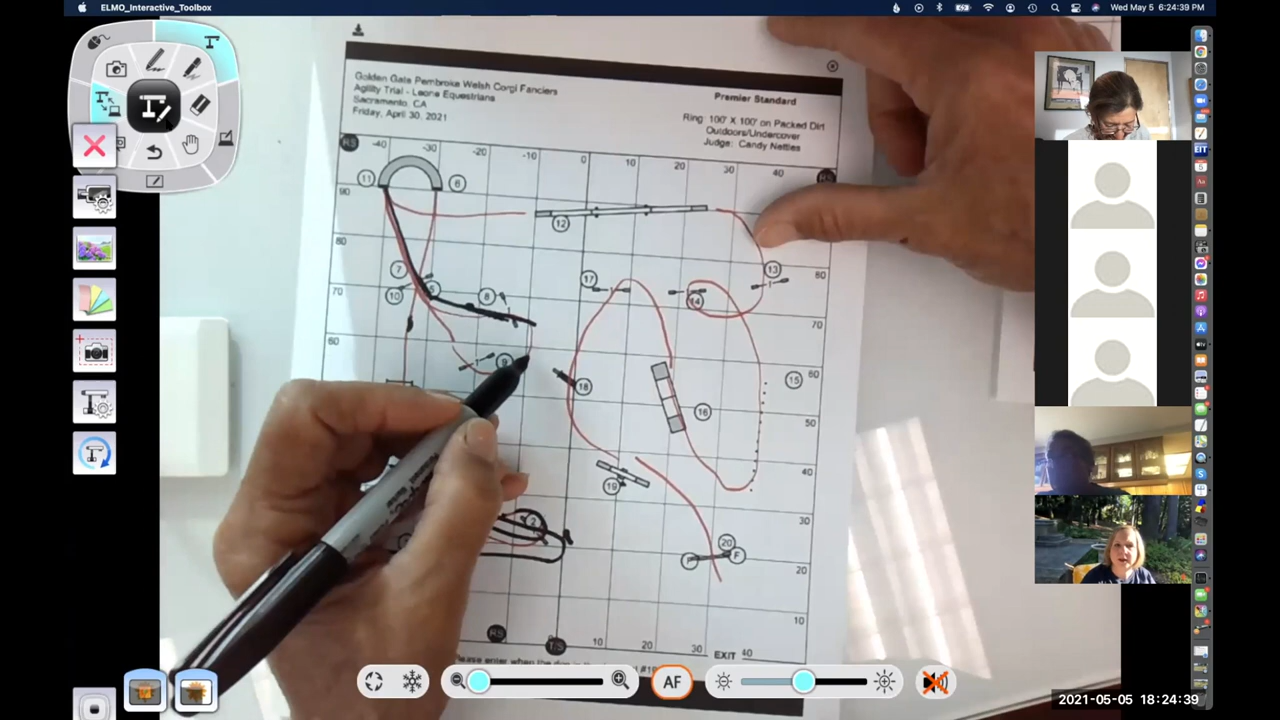 ELMO_Interactive_Toolbox
Wed May 5 6:24:39 PM
Golden Gate Pembroke Welsh Corgi Fanciers
Agility Trial - Leone Equestrians
Sacramento, CA
Friday, April 30, 2021
Premier Standard
Ring: 100' X 100' on Packed Dirt
Outdoors/Undercover
Judge: Candy Nettles
RS -40 -30 -20 -10 0 10 20 30 40 RS
11 6
90
12
80
7 17 13 80
10 5 8 14
70 70
60 9 18 15 60
16 50
40
19
2 30
20
F F
20
10
RS T/S 10 20 30 EXIT 40
AF
EIT
2021-05-05 18:24:39